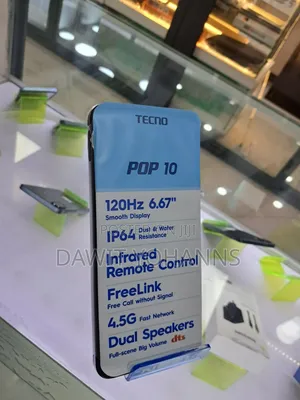 TECNO
POP 10
120Hz 6.67"
Smooth Display
IP64 Dust & Water Resistance
Infrared
Remote Control
DAWIT YOHANNS
FreeLink
Free Call without Signal
4.5G Fast Network
Dual Speakers
Full-scene Big Volume dts